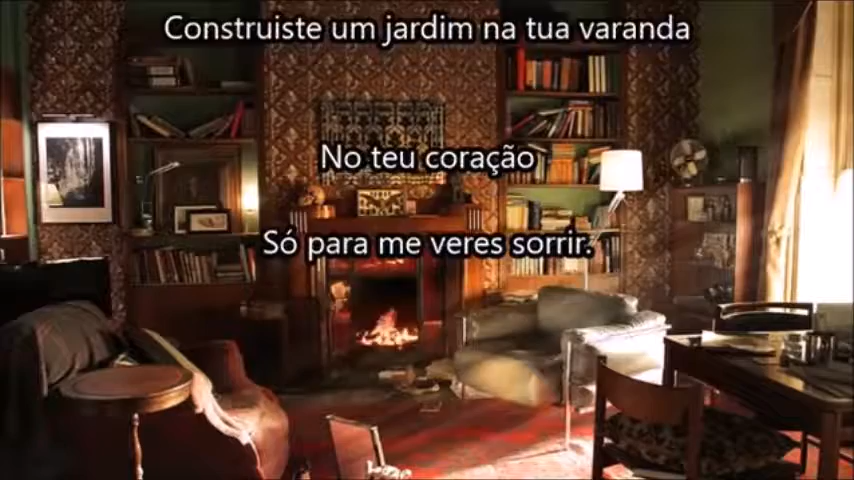 Construiste um jardim na tua varanda
No teu coração
Só para me veres sorrir.